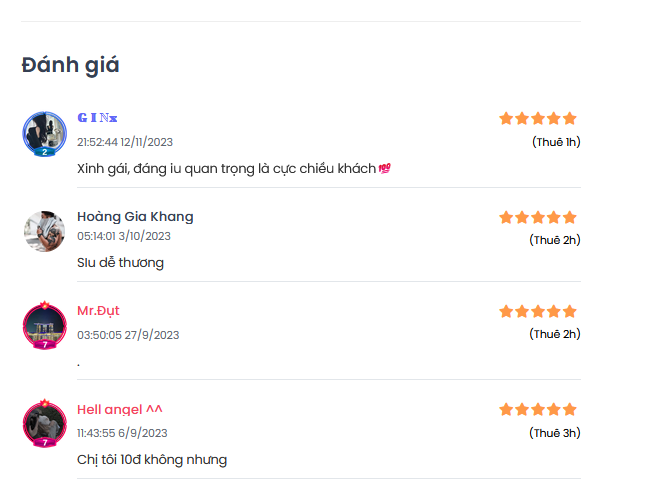 Đánh giá
G I ℕx
21:52:44 12/11/2023
(Thuê 1h)
2
Xinh gái, đáng iu quan trọng là cực chiều khách💯
Hoàng Gia Khang
05:14:01 3/10/2023
(Thuê 2h)
SIu dễ thương
Mr.Đụt
03:50:05 27/9/2023
(Thuê 2h)
7
.
Hell angel ^^
11:43:55 6/9/2023
(Thuê 3h)
7
Chị tôi 10đ không nhưng